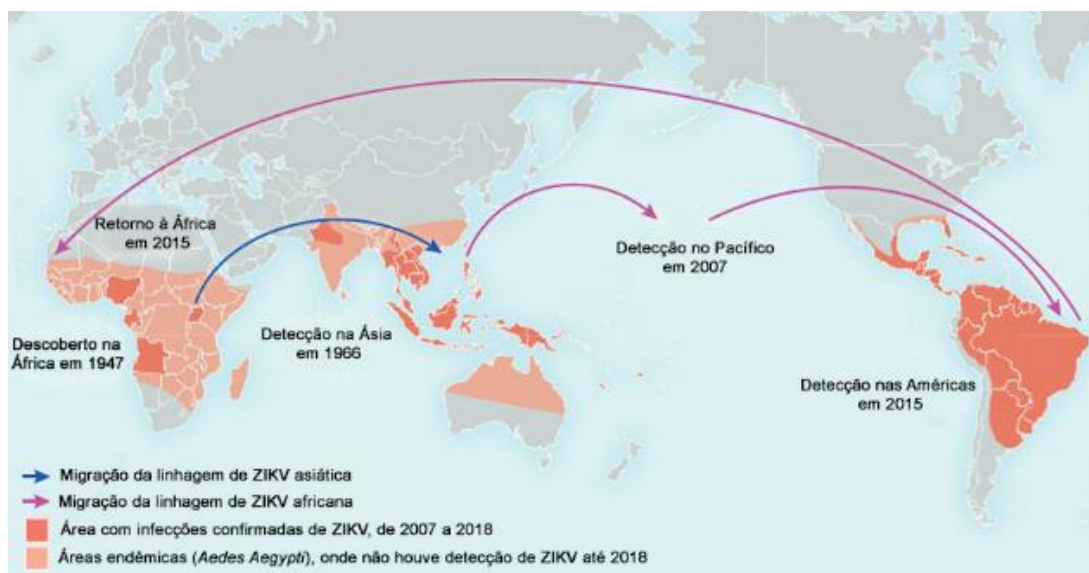 Retorno à África
em 2015
Detecção no Pacífico
em 2007
Descoberto na
África em 1947
Detecção na Ásia
em 1966
Detecção nas Américas
em 2015
Migração da linhagem de ZIKV asiática
Migração da linhagem de ZIKV africana
Área com infecções confirmadas de ZIKV, de 2007 a 2018
Áreas endêmicas (Aedes Aegypti), onde não houve detecção de ZIKV até 2018